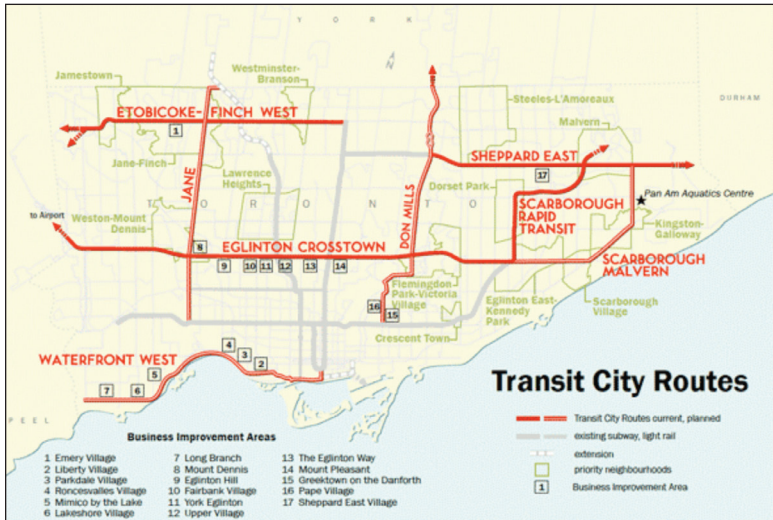 YORK
Jamestown
Westminster-
Branson
ETOBICOKE-FINCH WEST
1
Jane-Finch
Steeles-L'Amoreaux
DURHAM
Malvern
SHEPPARD EAST
17
Lawrence
Heights
JANE
TORONTO
DON MILLS
Dorset Park
SCARBOROUGH
RAPID
TRANSIT
Pan Am Aquatics Centre
to Airport
Weston-Mount
Dennis
8
EGLINTON CROSSTOWN
Kingston-
Galloway
9
10
11
12
13
14
SCARBOROUGH
MALVERN
Flemingdon
Park-Victoria
Village
16
15
Eglinton East-
Kennedy
Park
Scarborough
Village
Crescent Town
WATERFRONT WEST
4
3
2
5
6
7
PEEL
Transit City Routes
Transit City Routes current, planned
existing subway, light rail
extension
priority neighbourhoods
1 Business Improvement Area
Business Improvement Areas
1 Emery Village
2 Liberty Village
3 Parkdale Village
4 Roncesvalles Village
5 Mimico by the Lake
6 Lakeshore Village
7 Long Branch
8 Mount Dennis
9 Eglinton Hill
10 Fairbank Village
11 York Eglinton
12 Upper Village
13 The Eglinton Way
14 Mount Pleasant
15 Greektown on the Danforth
16 Pape Village
17 Sheppard East Village